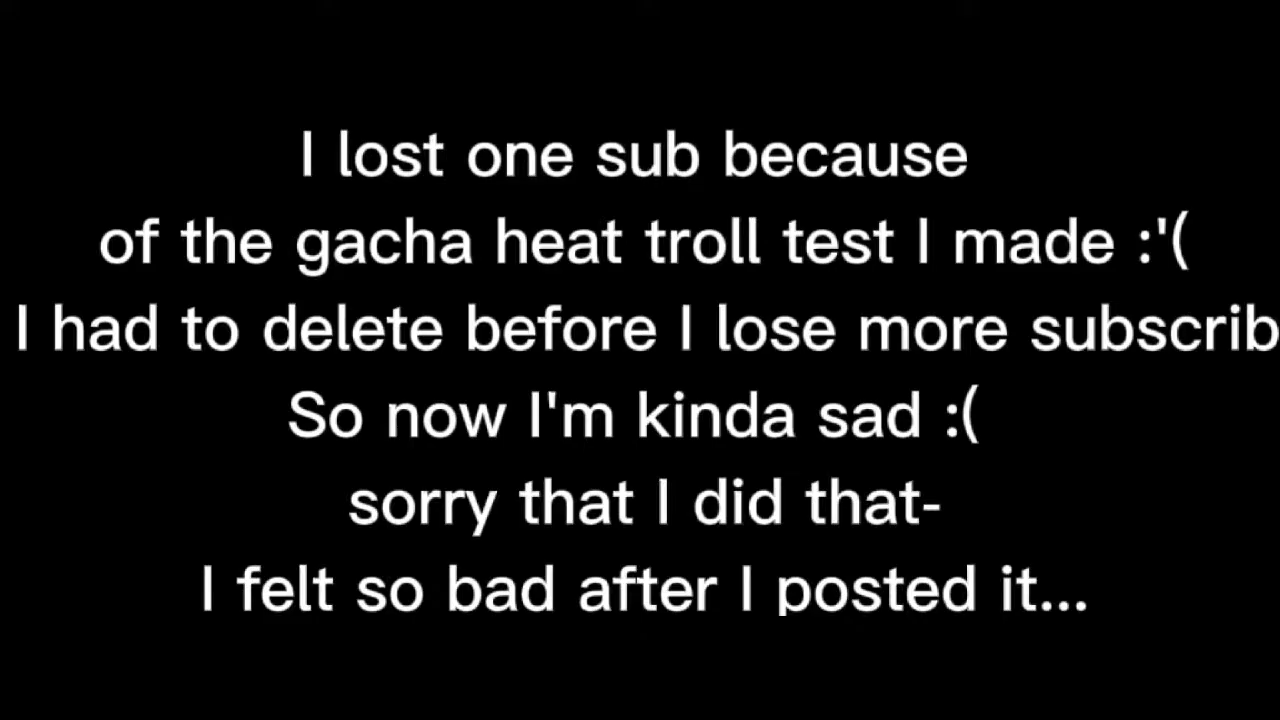 I lost one sub because
of the gacha heat troll test I made :'(
I had to delete before I lose more subscrib
So now I'm kinda sad :(
sorry that I did that-
I felt so bad after I posted it...